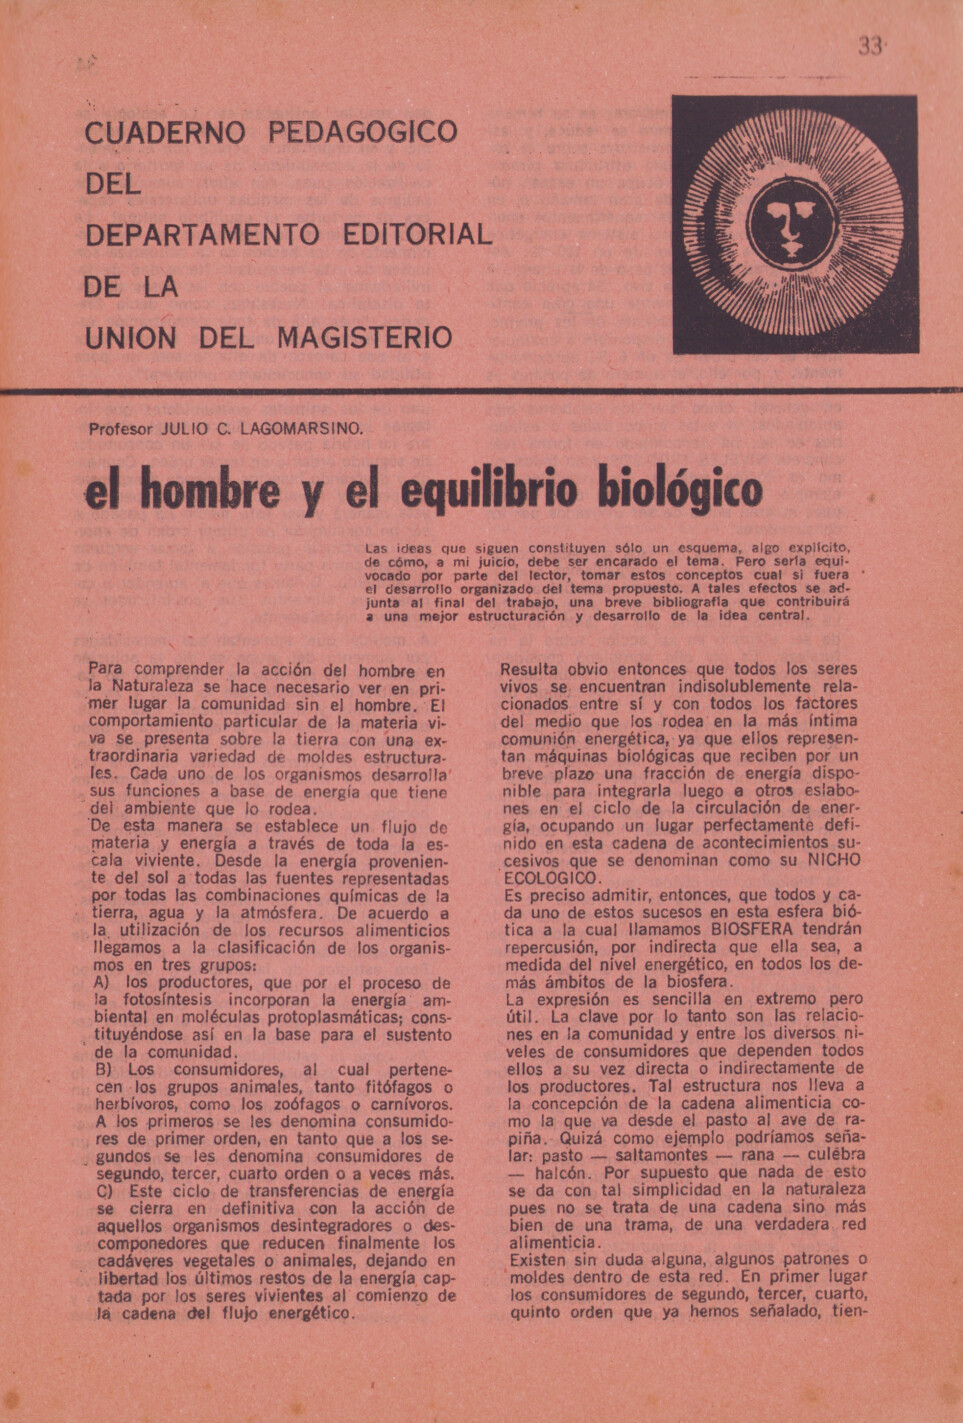 33
CUADERNO PEDAGOGICO
DEL
DEPARTAMENTO EDITORIAL
DE LA
UNION DEL MAGISTERIO
Profesor JULIO C. LAGOMARSINO.
el hombre y el equilibrio biológico
Las ideas que siguen constituyen sólo un esquema, algo explícito,
de cómo, a mi juicio, debe ser encarado el tema. Pero sería equi-
vocado por parte del lector, tomar estos conceptos cual si fuera
el desarrollo organizado del tema propuesto. A tales efectos se ad-
junta al final del trabajo, una breve bibliografía que contribuirá
a una mejor estructuración y desarrollo de la idea central.
Para comprender la acción del hombre en
la Naturaleza se hace necesario ver en pri-
mer lugar la comunidad sin el hombre. El
comportamiento particular de la materia vi-
va se presenta sobre la tierra con una ex-
traordinaria variedad de moldes estructura-
les. Cada uno de los organismos desarrolla
sus funciones a base de energía que tiene
del ambiente que lo rodea.
De esta manera se establece un flujo de
materia y energía a través de toda la es-
cala viviente. Desde la energía provenien-
te del sol a todas las fuentes representadas
por todas las combinaciones químicas de la
tierra, agua y la atmósfera. De acuerdo a
la utilización de los recursos alimenticios
llegamos a la clasificación de los organis-
mos en tres grupos:
A) los productores, que por el proceso de
la fotosíntesis incorporan la energía am-
biental en moléculas protoplasmáticas; cons-
tituyéndose así en la base para el sustento
de la comunidad.
B) Los consumidores, al cual pertene-
cen los grupos animales, tanto fitófagos o
herbívoros, como los zoófagos o carnívoros.
A los primeros se les denomina consumido-
res de primer orden, en tanto que a los se-
gundos se les denomina consumidores de
segundo, tercer, cuarto orden o a veces más.
C) Este ciclo de transferencias de energía
se cierra en definitiva con la acción de
aquellos organismos desintegradores o des-
componedores que reducen finalmente los
cadáveres vegetales o animales, dejando en
libertad los últimos restos de la energía cap-
tada por los seres vivientes al comienzo de
la cadena del flujo energético.
Resulta obvio entonces que todos los seres
vivos se encuentran indisolublemente rela-
cionados entre sí y con todos los factores
del medio que los rodea en la más íntima
comunión energética, ya que ellos represen-
tan máquinas biológicas que reciben por un
breve plazo una fracción de energía dispo-
nible para integrarla luego a otros eslabo-
nes en el ciclo de la circulación de ener-
gía, ocupando un lugar perfectamente defi-
nido en esta cadena de acontecimientos su-
cesivos que se denominan como su NICHO
ECOLOGICO.
Es preciso admitir, entonces, que todos y ca-
da uno de estos sucesos en esta esfera bió-
tica a la cual llamamos BIOSFERA tendrán
repercusión, por indirecta que ella sea, a
medida del nivel energético, en todos los de-
más ámbitos de la biosfera.
La expresión es sencilla en extremo pero
útil. La clave por lo tanto son las relacio-
nes en la comunidad y entre los diversos ni-
veles de consumidores que dependen todos
ellos a su vez directa o indirectamente de
los productores. Tal estructura nos lleva a
la concepción de la cadena alimenticia co-
mo la que va desde el pasto al ave de ra-
piña. Quizá como ejemplo podríamos seña-
lar: pasto — saltamontes — rana — culébra
— halcón. Por supuesto que nada de esto
se da con tal simplicidad en la naturaleza
pues no se trata de una cadena sino más
bien de una trama, de una verdadera red
alimenticia.
Existen sin duda alguna, algunos patrones o
moldes dentro de esta red. En primer lugar
los consumidores de segundo, tercer, cuarto,
quinto orden que ya hemos señalado, tien-